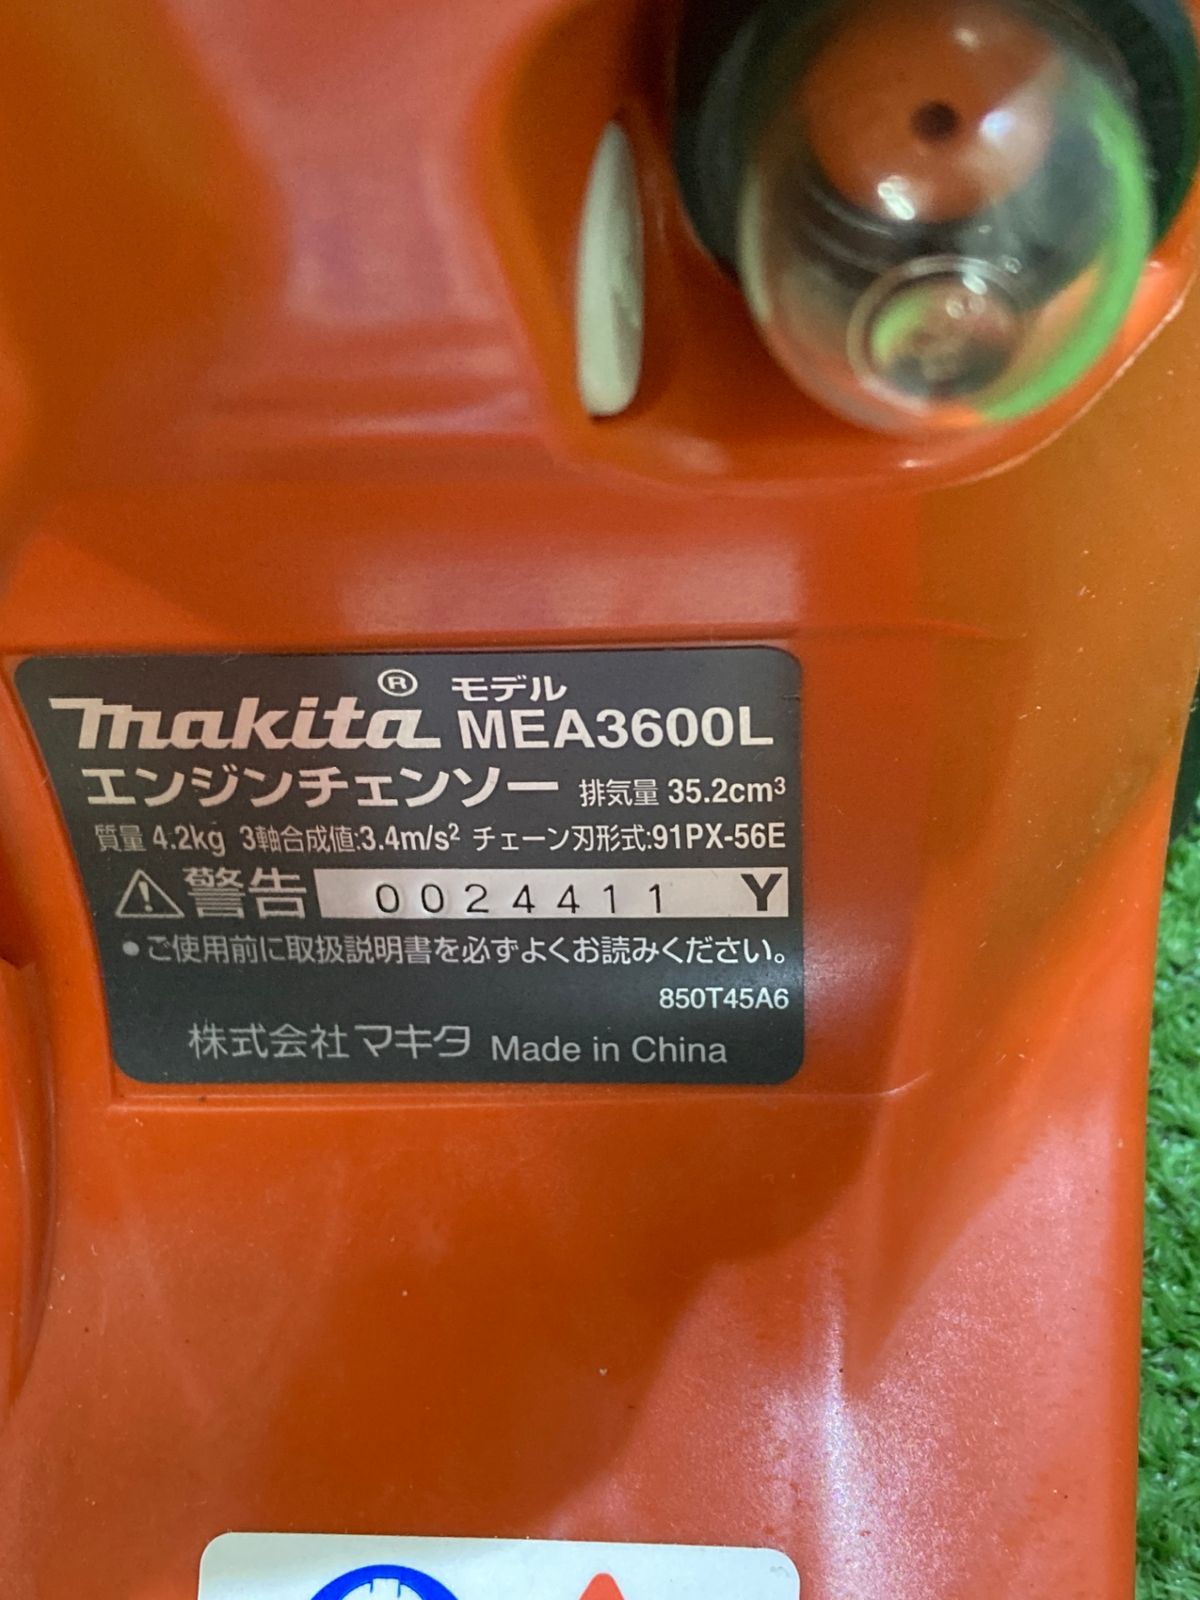 makita® モデル MEA3600L
エンジンチェンソー 排気量 35.2cm³
質量 4.2kg 3軸合成値:3.4m/s² チェーン刃形式:91PX-56E
警告 0024411 Y
•ご使用前に取扱説明書を必ずよくお読みください。
850T45A6
株式会社マキタ Made in China